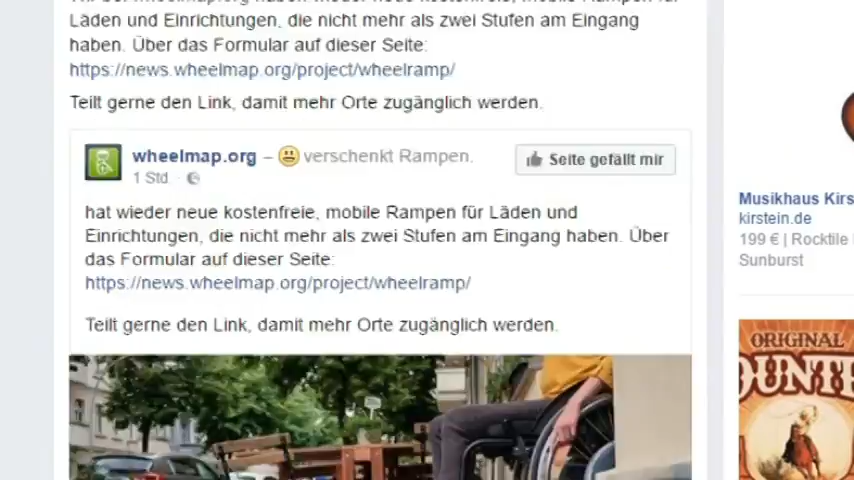 Läden und Einrichtungen, die nicht mehr als zwei Stufen am Eingang
haben. Über das Formular auf dieser Seite:
https://news.wheelmap.org/project/wheelramp/
Teilt gerne den Link, damit mehr Orte zugänglich werden.
wheelmap.org – verschenkt Rampen.
1 Std.
Seite gefällt mir
hat wieder neue kostenfreie, mobile Rampen für Läden und
Einrichtungen, die nicht mehr als zwei Stufen am Eingang haben. Über
das Formular auf dieser Seite:
https://news.wheelmap.org/project/wheelramp/
Teilt gerne den Link, damit mehr Orte zugänglich werden.
Musikhaus Kirs
kirstein.de
199 € | Rocktile
Sunburst
ORIGINAL
OUNTE